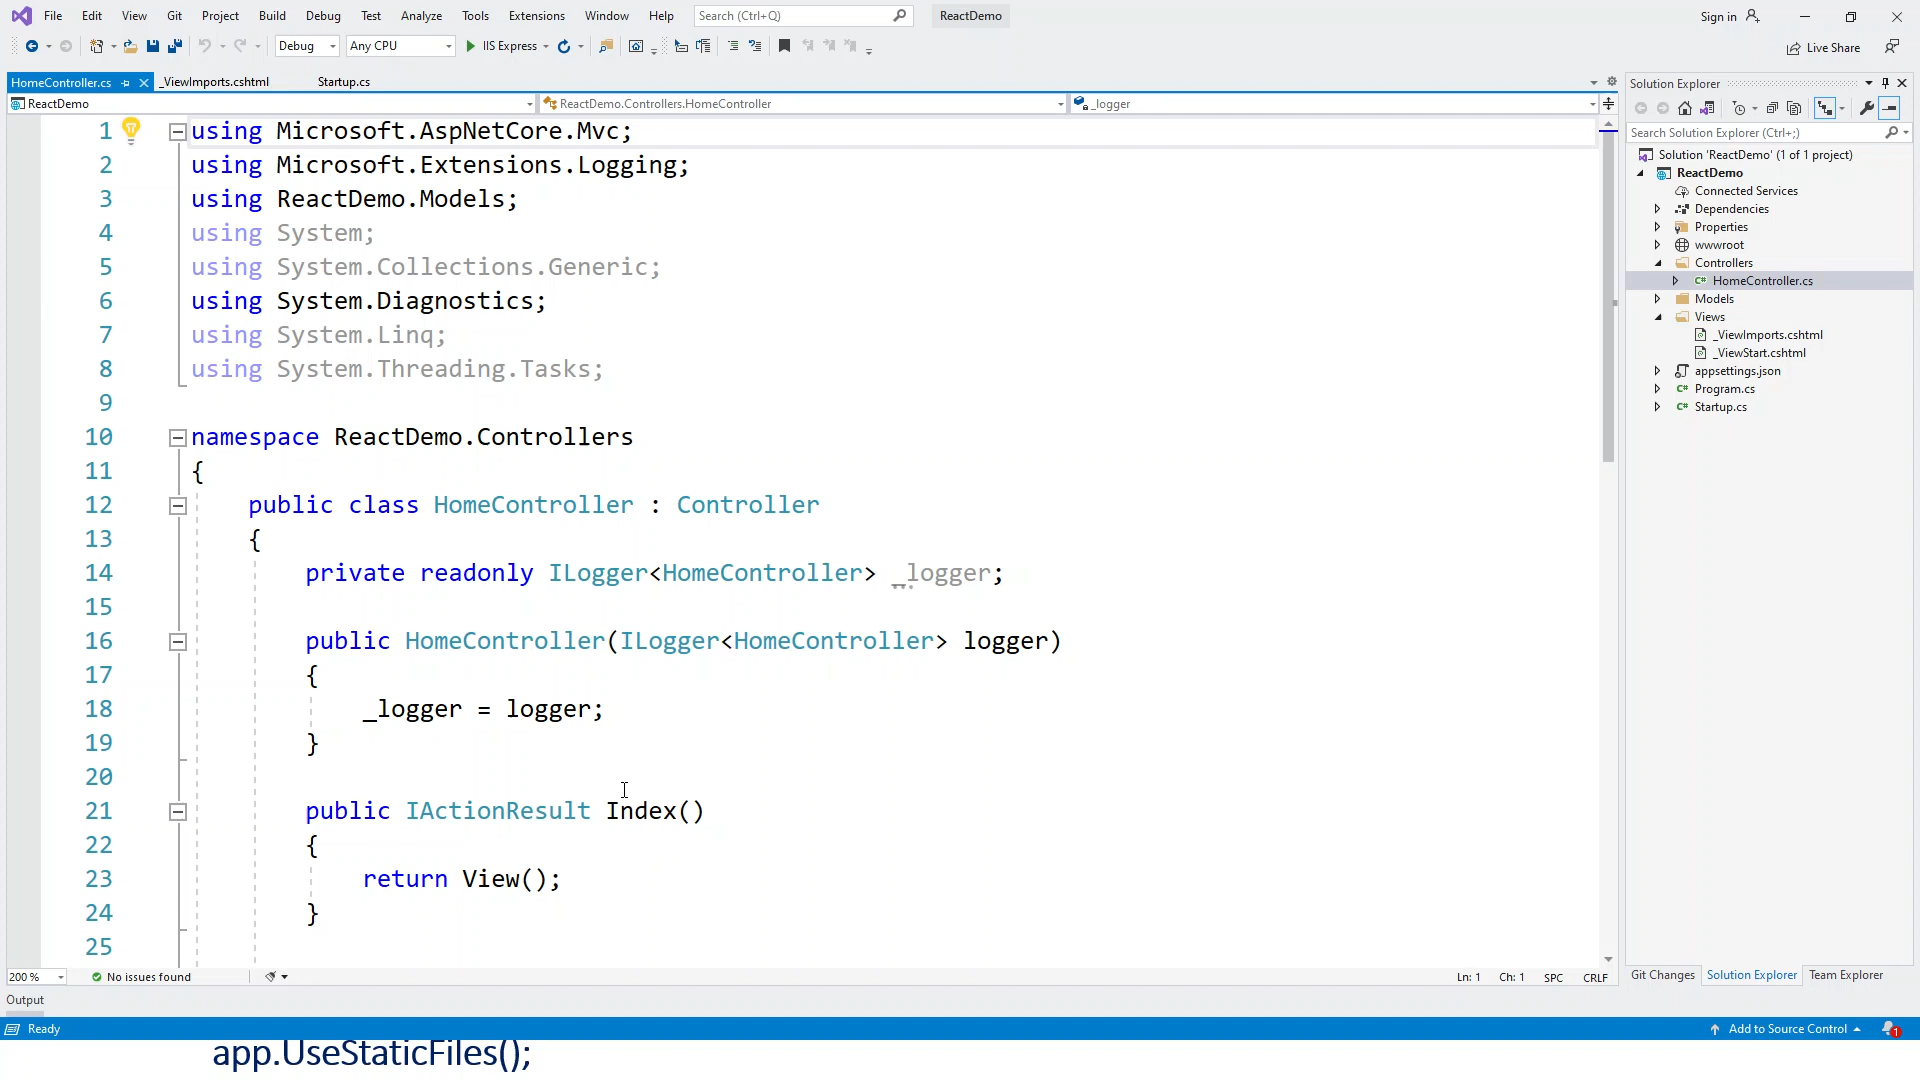 File Edit View Git Project Build Debug Test Analyze Tools Extensions Window Help Search (Ctrl+Q) ReactDemo Sign in
Debug Any CPU IIS Express Live Share
HomeController.cs _ViewImports.cshtml Startup.cs
ReactDemo ReactDemo.Controllers.HomeController _logger
1 using Microsoft.AspNetCore.Mvc;
2 using Microsoft.Extensions.Logging;
3 using ReactDemo.Models;
4 using System;
5 using System.Collections.Generic;
6 using System.Diagnostics;
7 using System.Linq;
8 using System.Threading.Tasks;
9
10 namespace ReactDemo.Controllers
11 {
12 public class HomeController : Controller
13 {
14 private readonly ILogger<HomeController> _logger;
15
16 public HomeController(ILogger<HomeController> logger)
17 {
18 _logger = logger;
19 }
20
21 public IActionResult Index()
22 {
23 return View();
24 }
25
200 % No issues found Ln: 1 Ch: 1 SPC CRLF
Solution Explorer
Search Solution Explorer (Ctrl+;)
Solution 'ReactDemo' (1 of 1 project)
ReactDemo
Connected Services
Dependencies
Properties
wwwroot
Controllers
C# HomeController.cs
Models
Views
_ViewImports.cshtml
_ViewStart.cshtml
appsettings.json
C# Program.cs
C# Startup.cs
Git Changes Solution Explorer Team Explorer
Output
Ready Add to Source Control 1
app.UseStaticFiles();